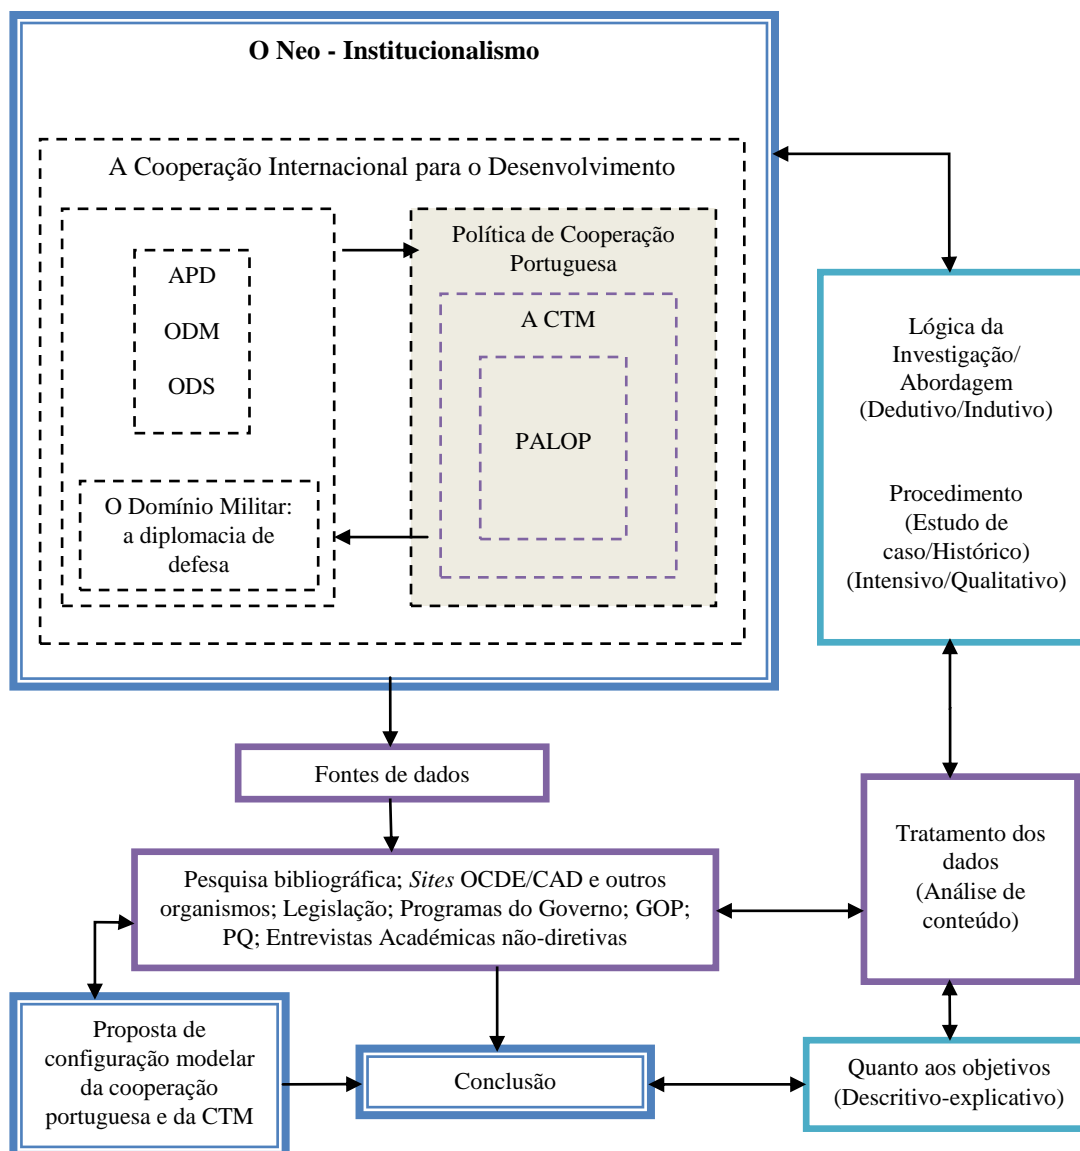 O Neo - Institucionalismo
A Cooperação Internacional para o Desenvolvimento
APD
ODM
ODS
O Domínio Militar:
a diplomacia de
defesa
Política de Cooperação
Portuguesa
A CTM
PALOP
Lógica da
Investigação/
Abordagem
(Dedutivo/Indutivo)
Procedimento
(Estudo de
caso/Histórico)
(Intensivo/Qualitativo)
Fontes de dados
Pesquisa bibliográfica; Sites OCDE/CAD e outros
organismos; Legislação; Programas do Governo; GOP;
PQ; Entrevistas Académicas não-diretivas
Tratamento dos
dados
(Análise de
conteúdo)
Proposta de
configuração modelar
da cooperação
portuguesa e da CTM
Conclusão
Quanto aos objetivos
(Descritivo-explicativo)